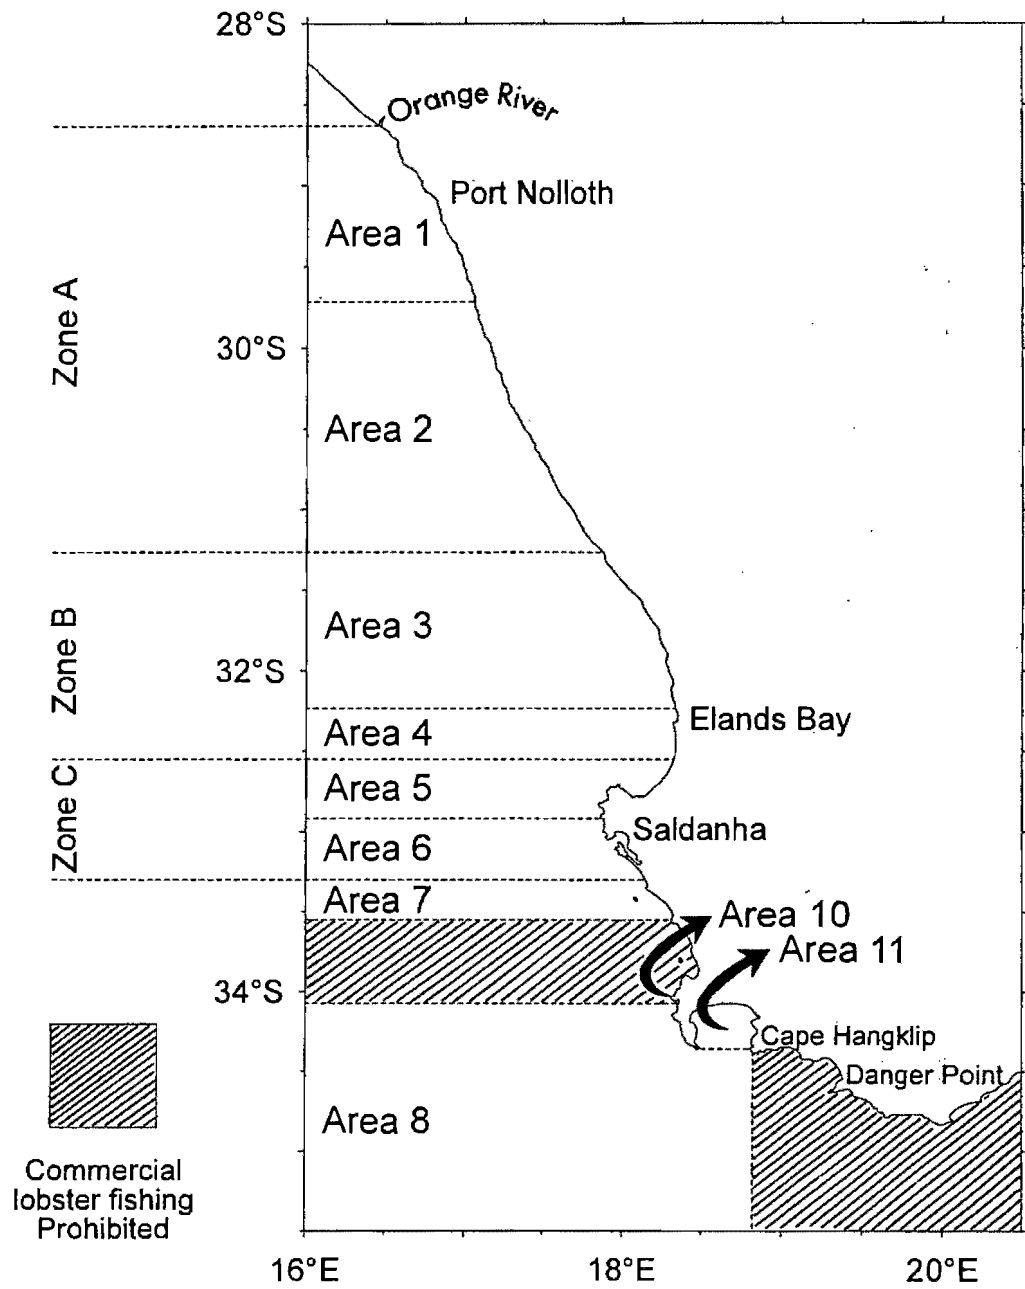 28°S
Orange River
Port Nolloth
Area 1
Zone A
30°S
Area 2
Area 3
Zone B
32°S
Elands Bay
Area 4
Zone C
Area 5
Saldanha
Area 6
Area 7
Area 10
Area 11
34°S
Cape Hangklip
Danger Point
Area 8
Commercial
lobster fishing
Prohibited
16°E
18°E
20°E